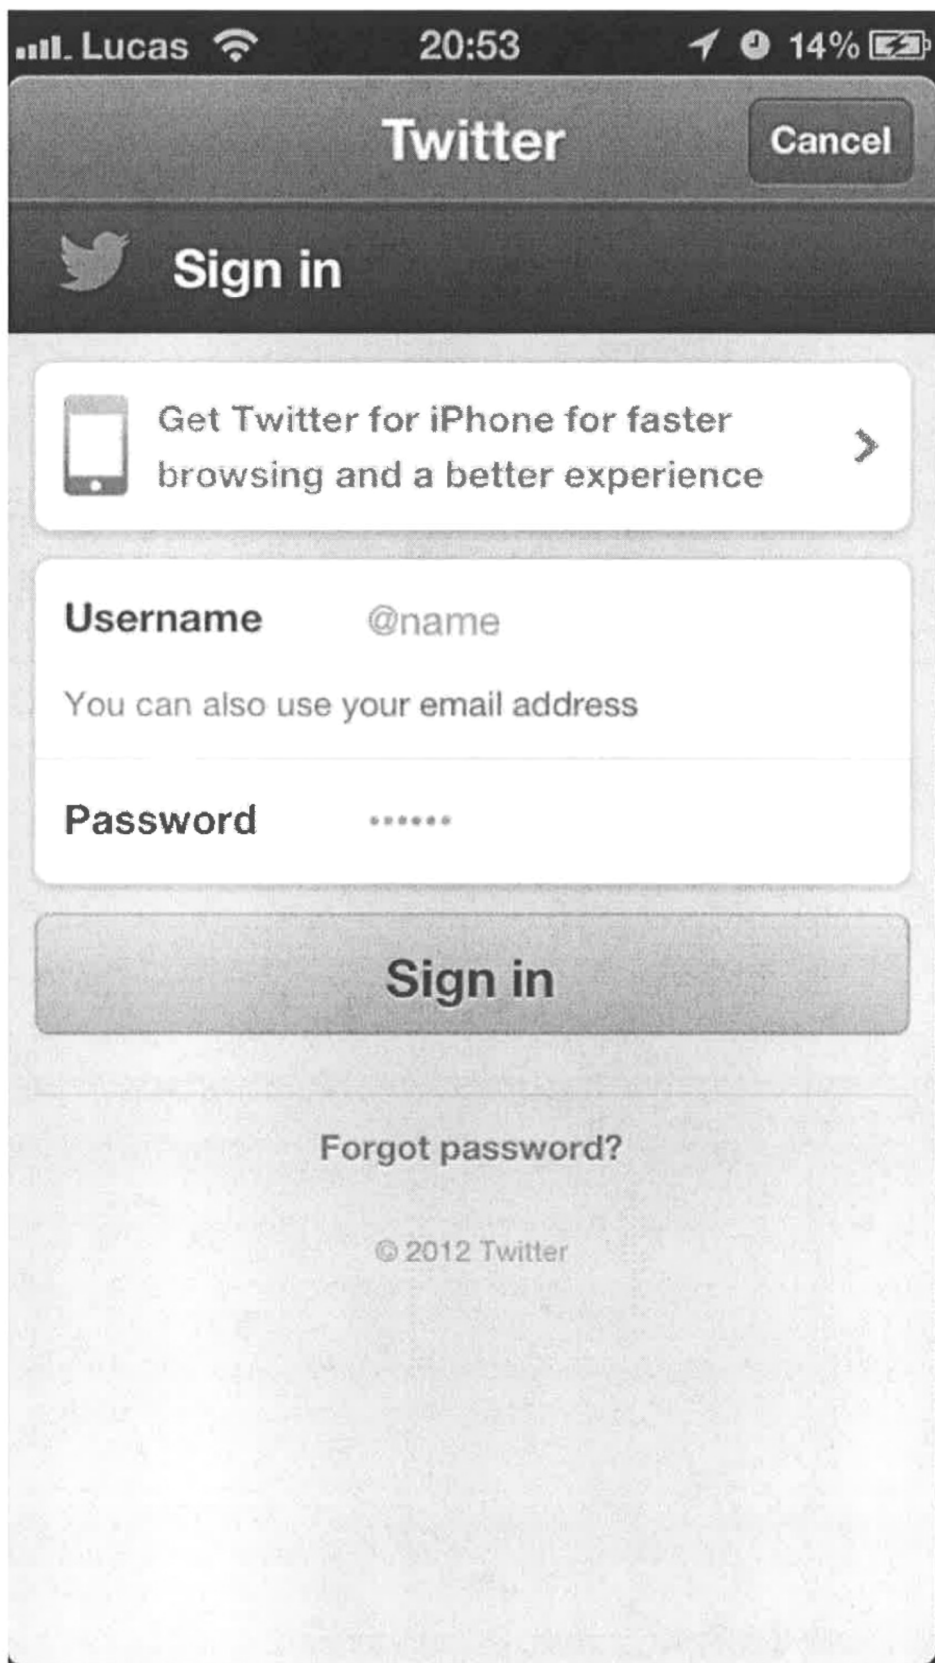 Lucas 20:53 14%
Twitter Cancel
Sign in
Get Twitter for iPhone for faster
browsing and a better experience
Username @name
You can also use your email address
Password ••••••
Sign in
Forgot password?
© 2012 Twitter